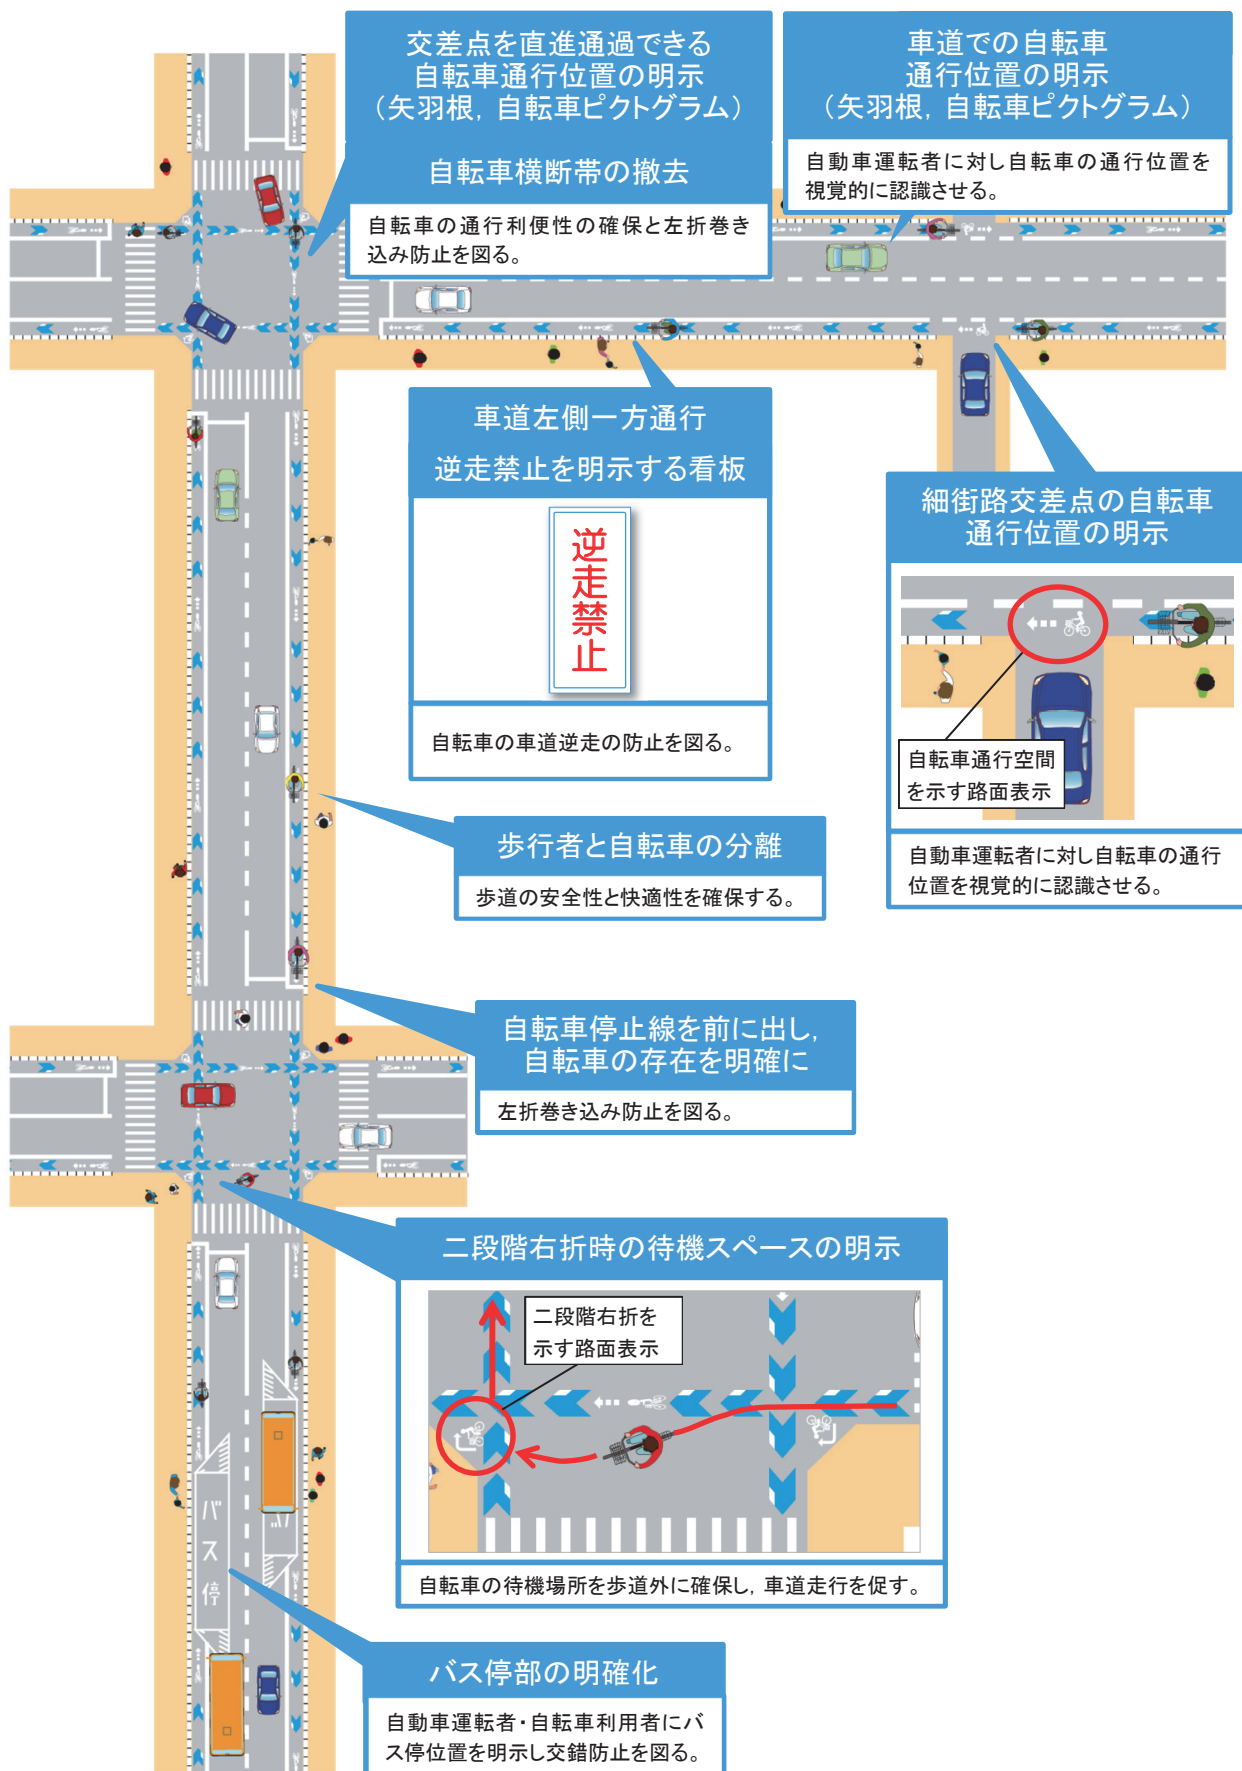 交差点を直進通過できる
自転車通行位置の明示
（矢羽根，自転車ピクトグラム）
自転車横断帯の撤去
自転車の通行利便性の確保と左折巻き
込み防止を図る。
車道での自転車
通行位置の明示
（矢羽根，自転車ピクトグラム）
自動車運転者に対し自転車の通行位置を
視覚的に認識させる。
車道左側一方通行
逆走禁止を明示する看板
逆走禁止
自転車の車道逆走の防止を図る。
細街路交差点の自転車
通行位置の明示
自転車通行空間
を示す路面表示
自動車運転者に対し自転車の通行
位置を視覚的に認識させる。
歩行者と自転車の分離
歩道の安全性と快適性を確保する。
自転車停止線を前に出し，
自転車の存在を明確に
左折巻き込み防止を図る。
二段階右折時の待機スペースの明示
二段階右折を
示す路面表示
自転車の待機場所を歩道外に確保し，車道走行を促す。
バス停
バス停部の明確化
自動車運転者・自転車利用者にバ
ス停位置を明示し交錯防止を図る。